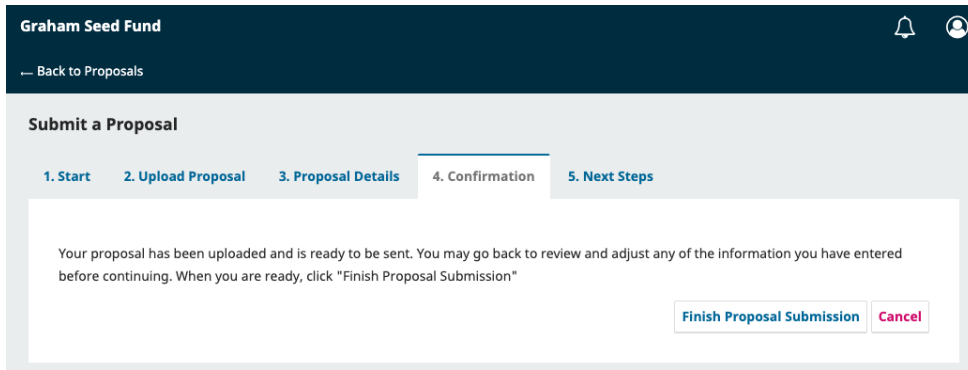 Graham Seed Fund
← Back to Proposals
Submit a Proposal
1. Start 2. Upload Proposal 3. Proposal Details 4. Confirmation 5. Next Steps
Your proposal has been uploaded and is ready to be sent. You may go back to review and adjust any of the information you have entered
before continuing. When you are ready, click "Finish Proposal Submission"
Finish Proposal Submission Cancel